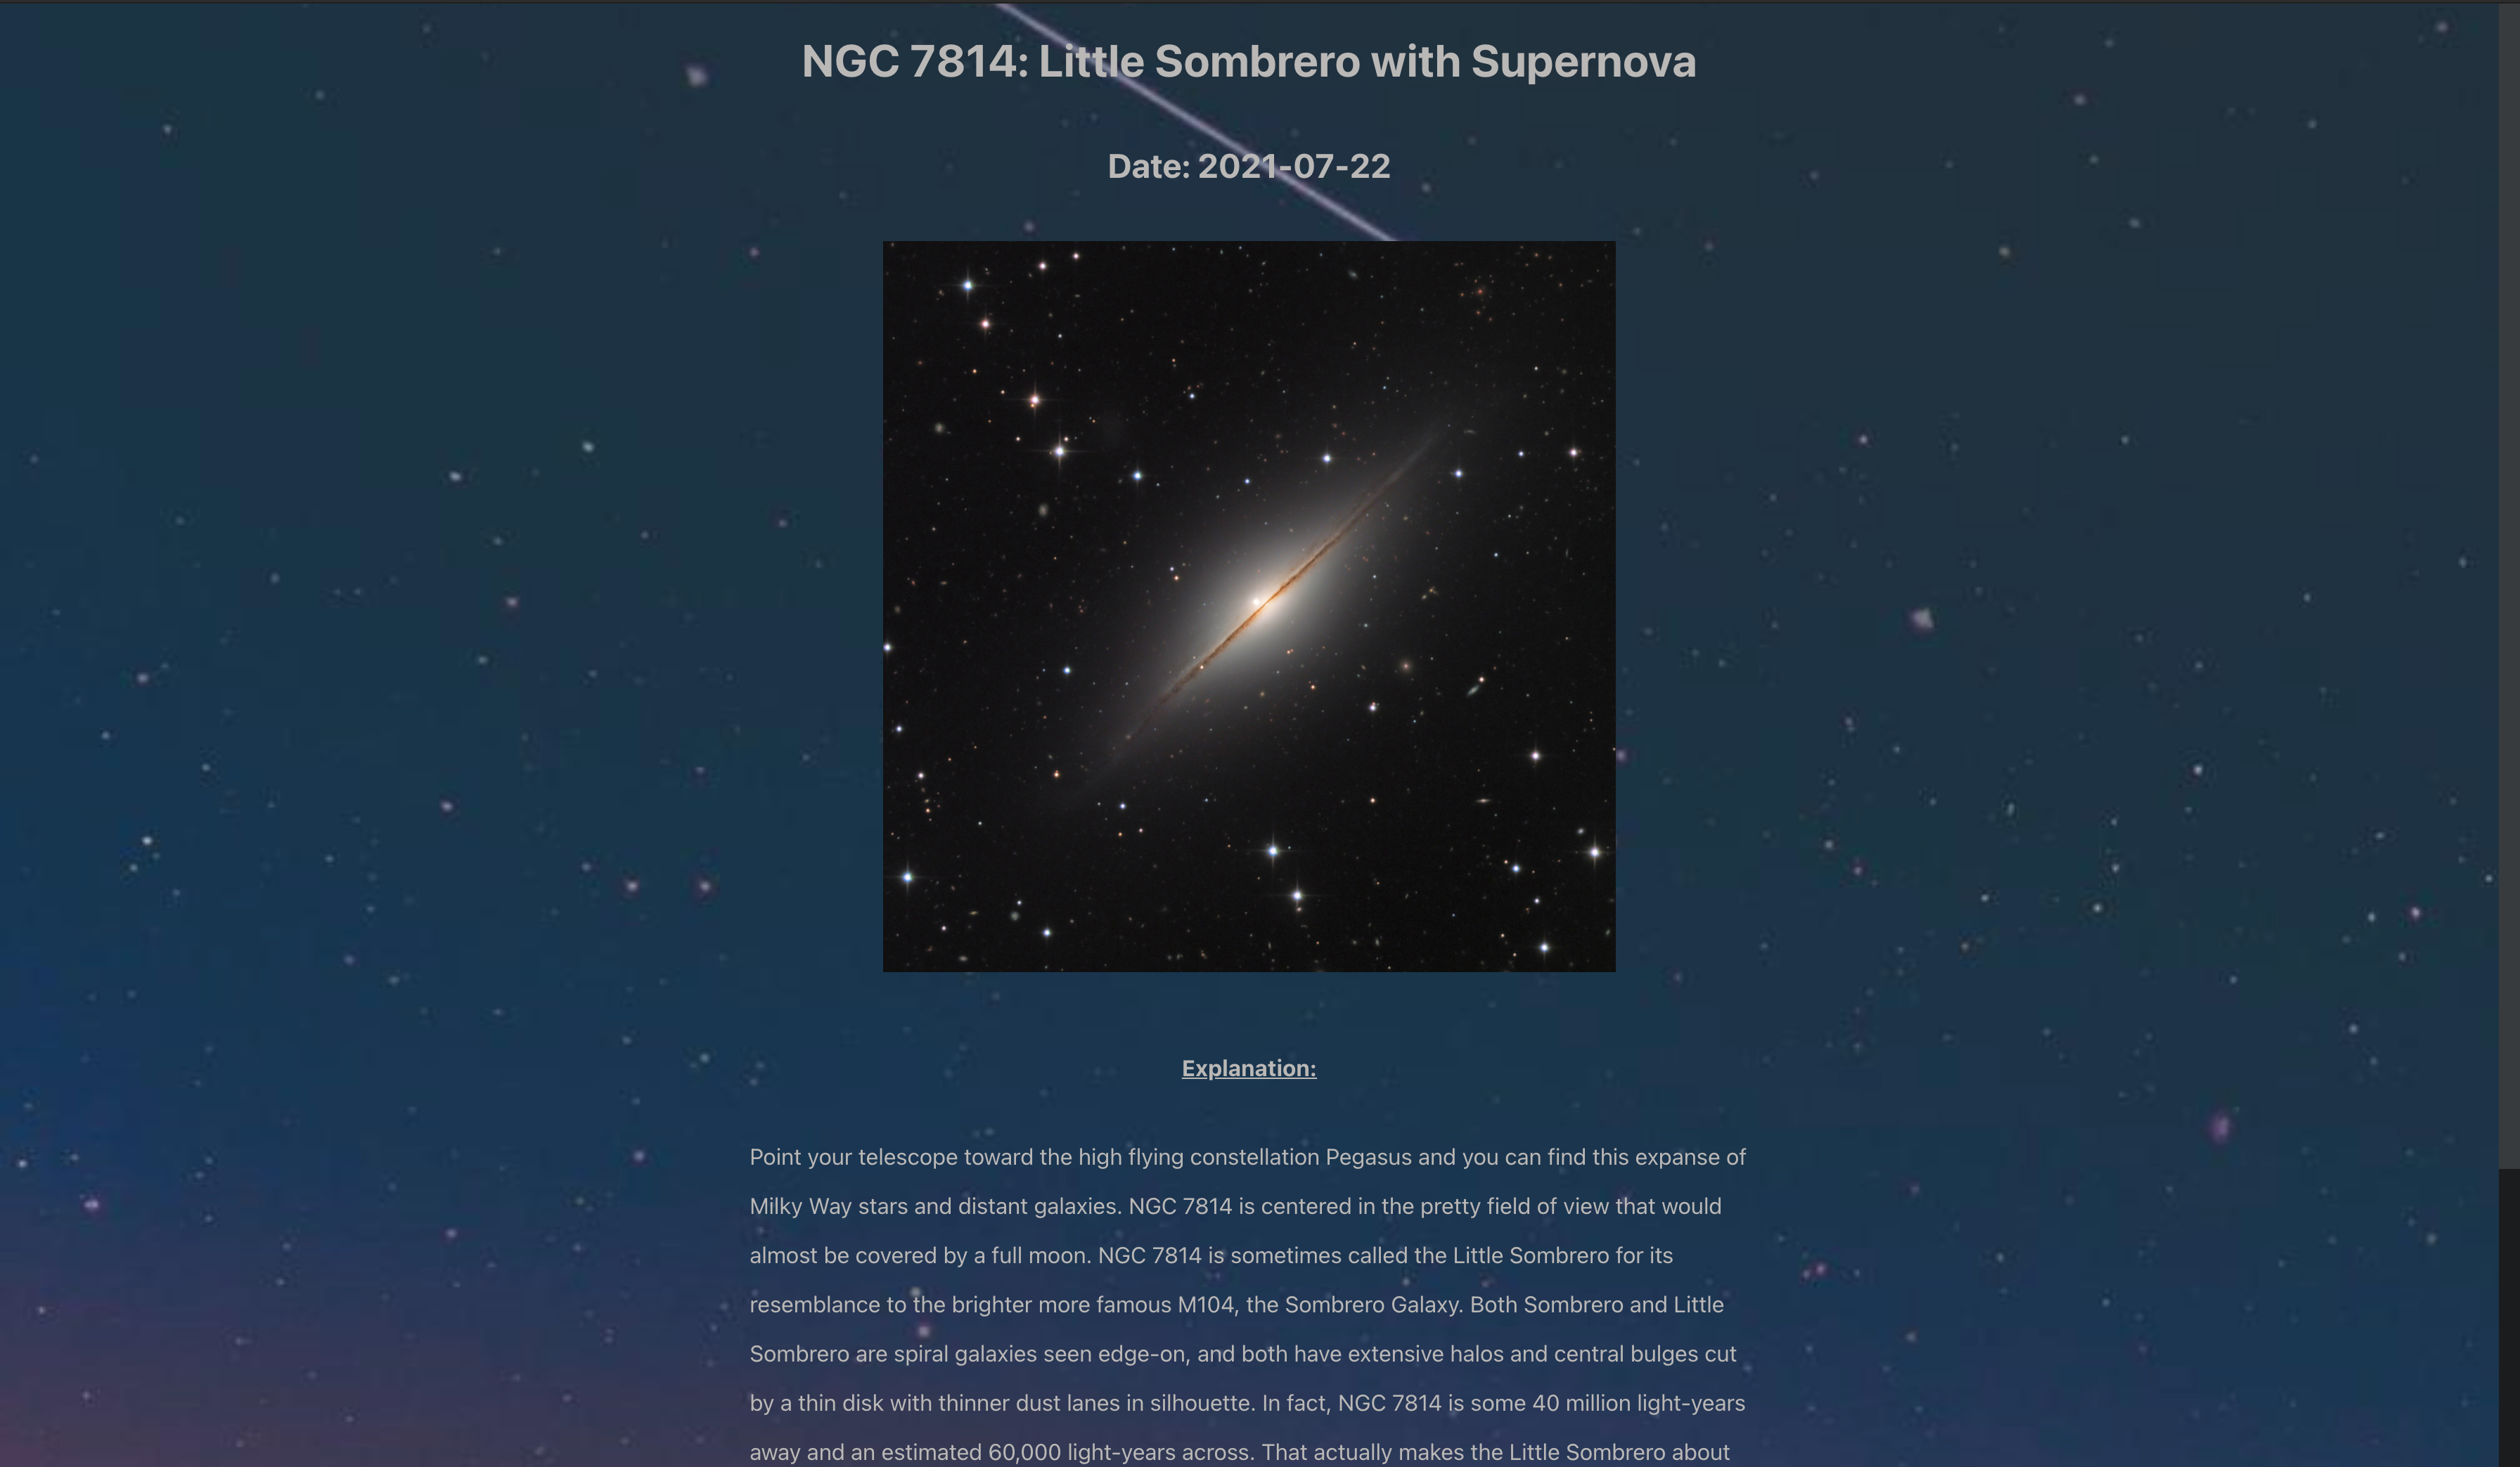 NGC 7814: Little Sombrero with Supernova
Date: 2021-07-22
Explanation:
Point your telescope toward the high flying constellation Pegasus and you can find this expanse of
Milky Way stars and distant galaxies. NGC 7814 is centered in the pretty field of view that would
almost be covered by a full moon. NGC 7814 is sometimes called the Little Sombrero for its
resemblance to the brighter more famous M104, the Sombrero Galaxy. Both Sombrero and Little
Sombrero are spiral galaxies seen edge-on, and both have extensive halos and central bulges cut
by a thin disk with thinner dust lanes in silhouette. In fact, NGC 7814 is some 40 million light-years
away and an estimated 60,000 light-years across. That actually makes the Little Sombrero about